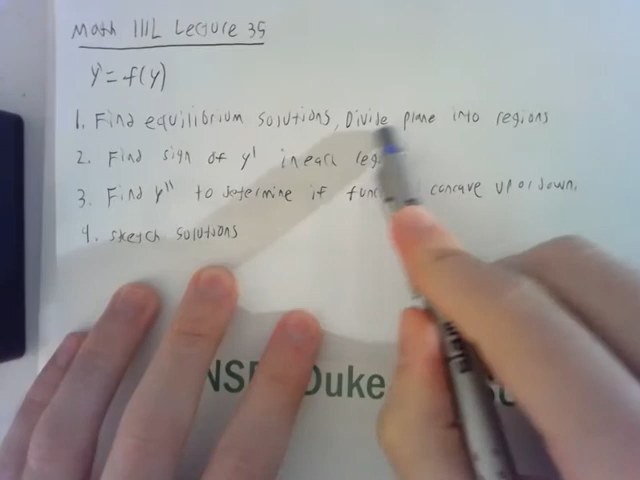 Math 111L Lecture 35
y' = f(y)
1. Find equilibrium solutions, Divide plane into regions
2. Find sign of y' in each
3. Find y'' to determine if concave up or down.
4. Sketch solutions
Duke